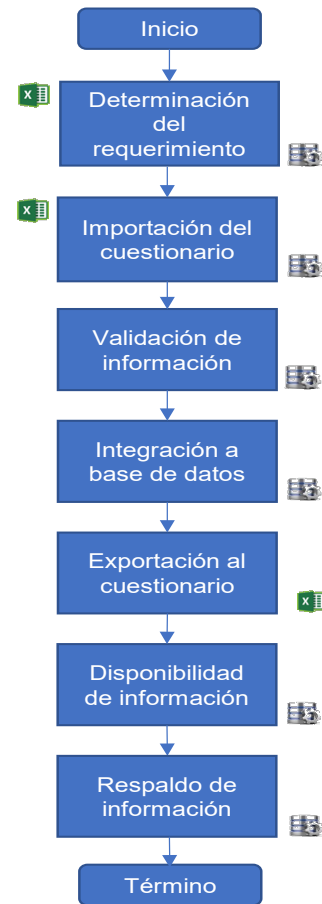 Inicio
Determinación
del
requerimiento
Importación del
cuestionario
Validación de
información
Integración a
base de datos
Exportación al
cuestionario
Disponibilidad
de información
Respaldo de
información
Término